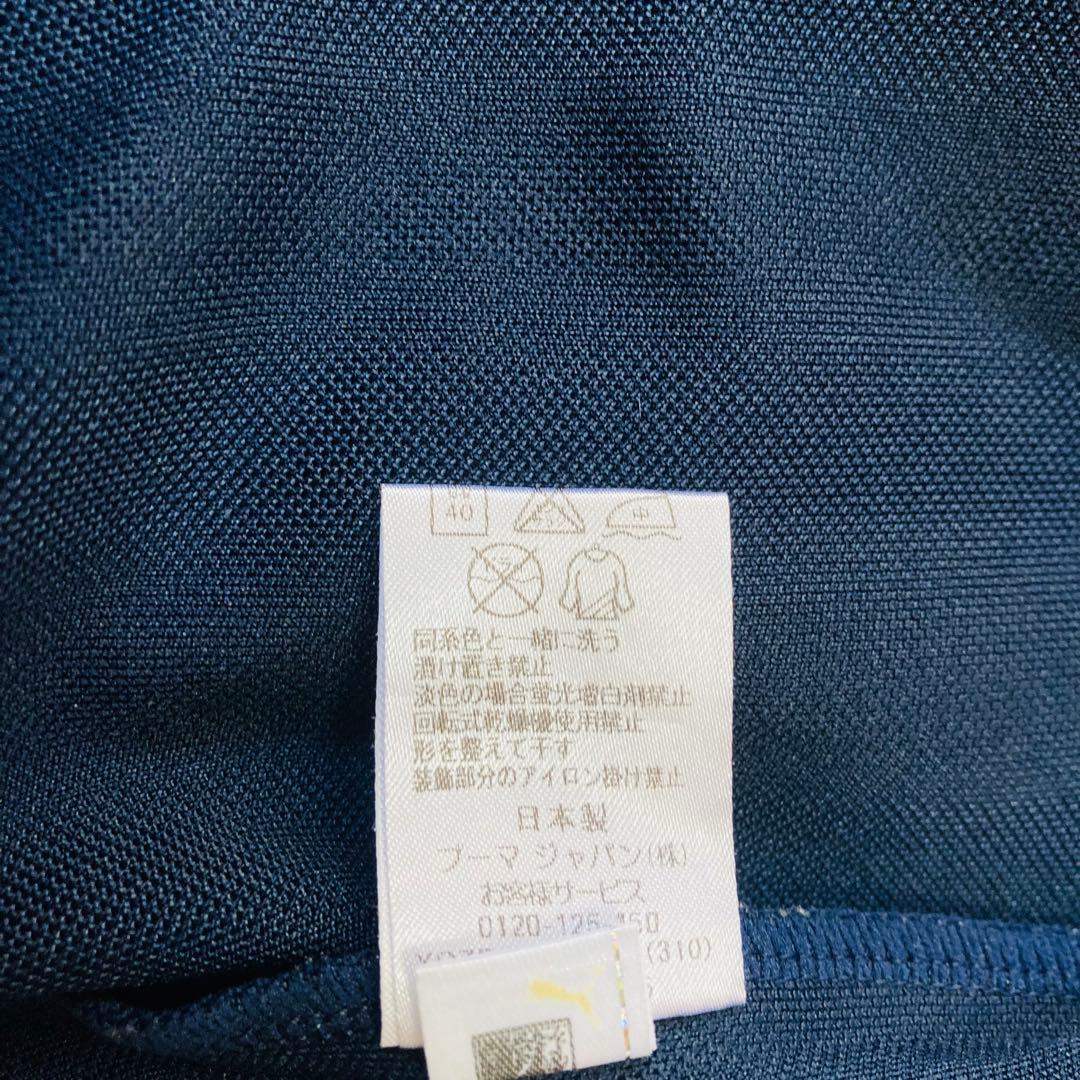 40
中
同系色と一緒に洗う
漬け置き禁止
淡色の場合蛍光増白剤禁止
回転式乾燥機使用禁止
形を整えて干す
装飾部分のアイロン掛け禁止
日本製
プーマ ジャパン(株)
お客様サービス
0120-125-150
(310)